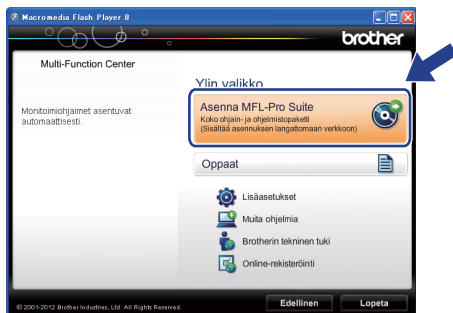 Macromedia Flash Player 8
brother
Multi-Function Center
Monitoimiohjaimet asentuvat
automaattisesti.
Ylin valikko
Asenna MFL-Pro Suite
Koko ohjain- ja ohjelmistopaketti
(Sisältää asennuksen langattomaan verkkoon)
Oppaat
Lisäasetukset
Muita ohjelmia
Brotherin tekninen tuki
Online-rekisteröinti
© 2001-2012 Brother Industries, Ltd. All Rights Reserved.
Edellinen
Lopeta